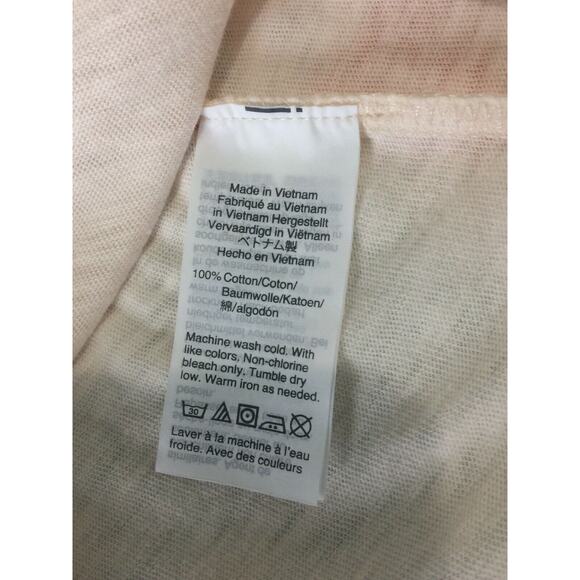 Made in Vietnam
Fabriqué au Vietnam
in Vietnam Hergestellt
Vervaardigd in Viëtnam
ベトナム製
Hecho en Vietnam
100% Cotton/Coton/
Baumwolle/Katoen/
綿/algodón
Machine wash cold. With
like colors. Non-chlorine
bleach only. Tumble dry
low. Warm iron as needed.
30
Laver à la machine à l'eau
froide. Avec des couleurs